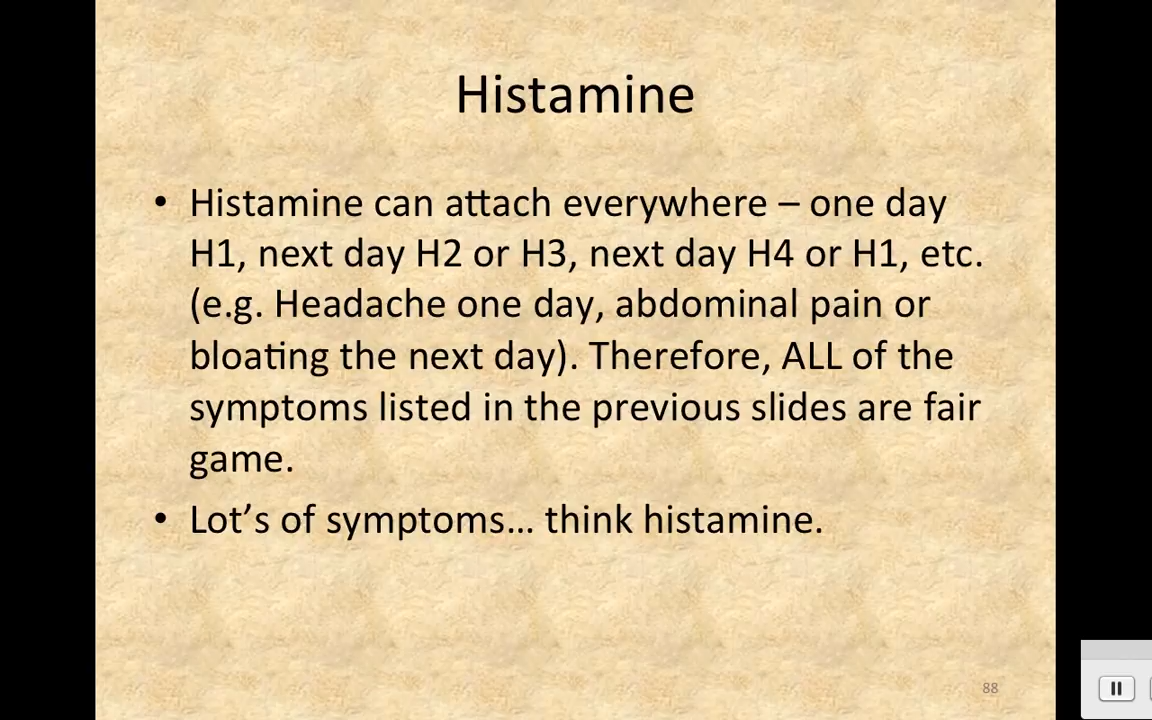 Histamine
• Histamine can attach everywhere – one day
H1, next day H2 or H3, next day H4 or H1, etc.
(e.g. Headache one day, abdominal pain or
bloating the next day). Therefore, ALL of the
symptoms listed in the previous slides are fair
game.
• Lot’s of symptoms… think histamine.
88